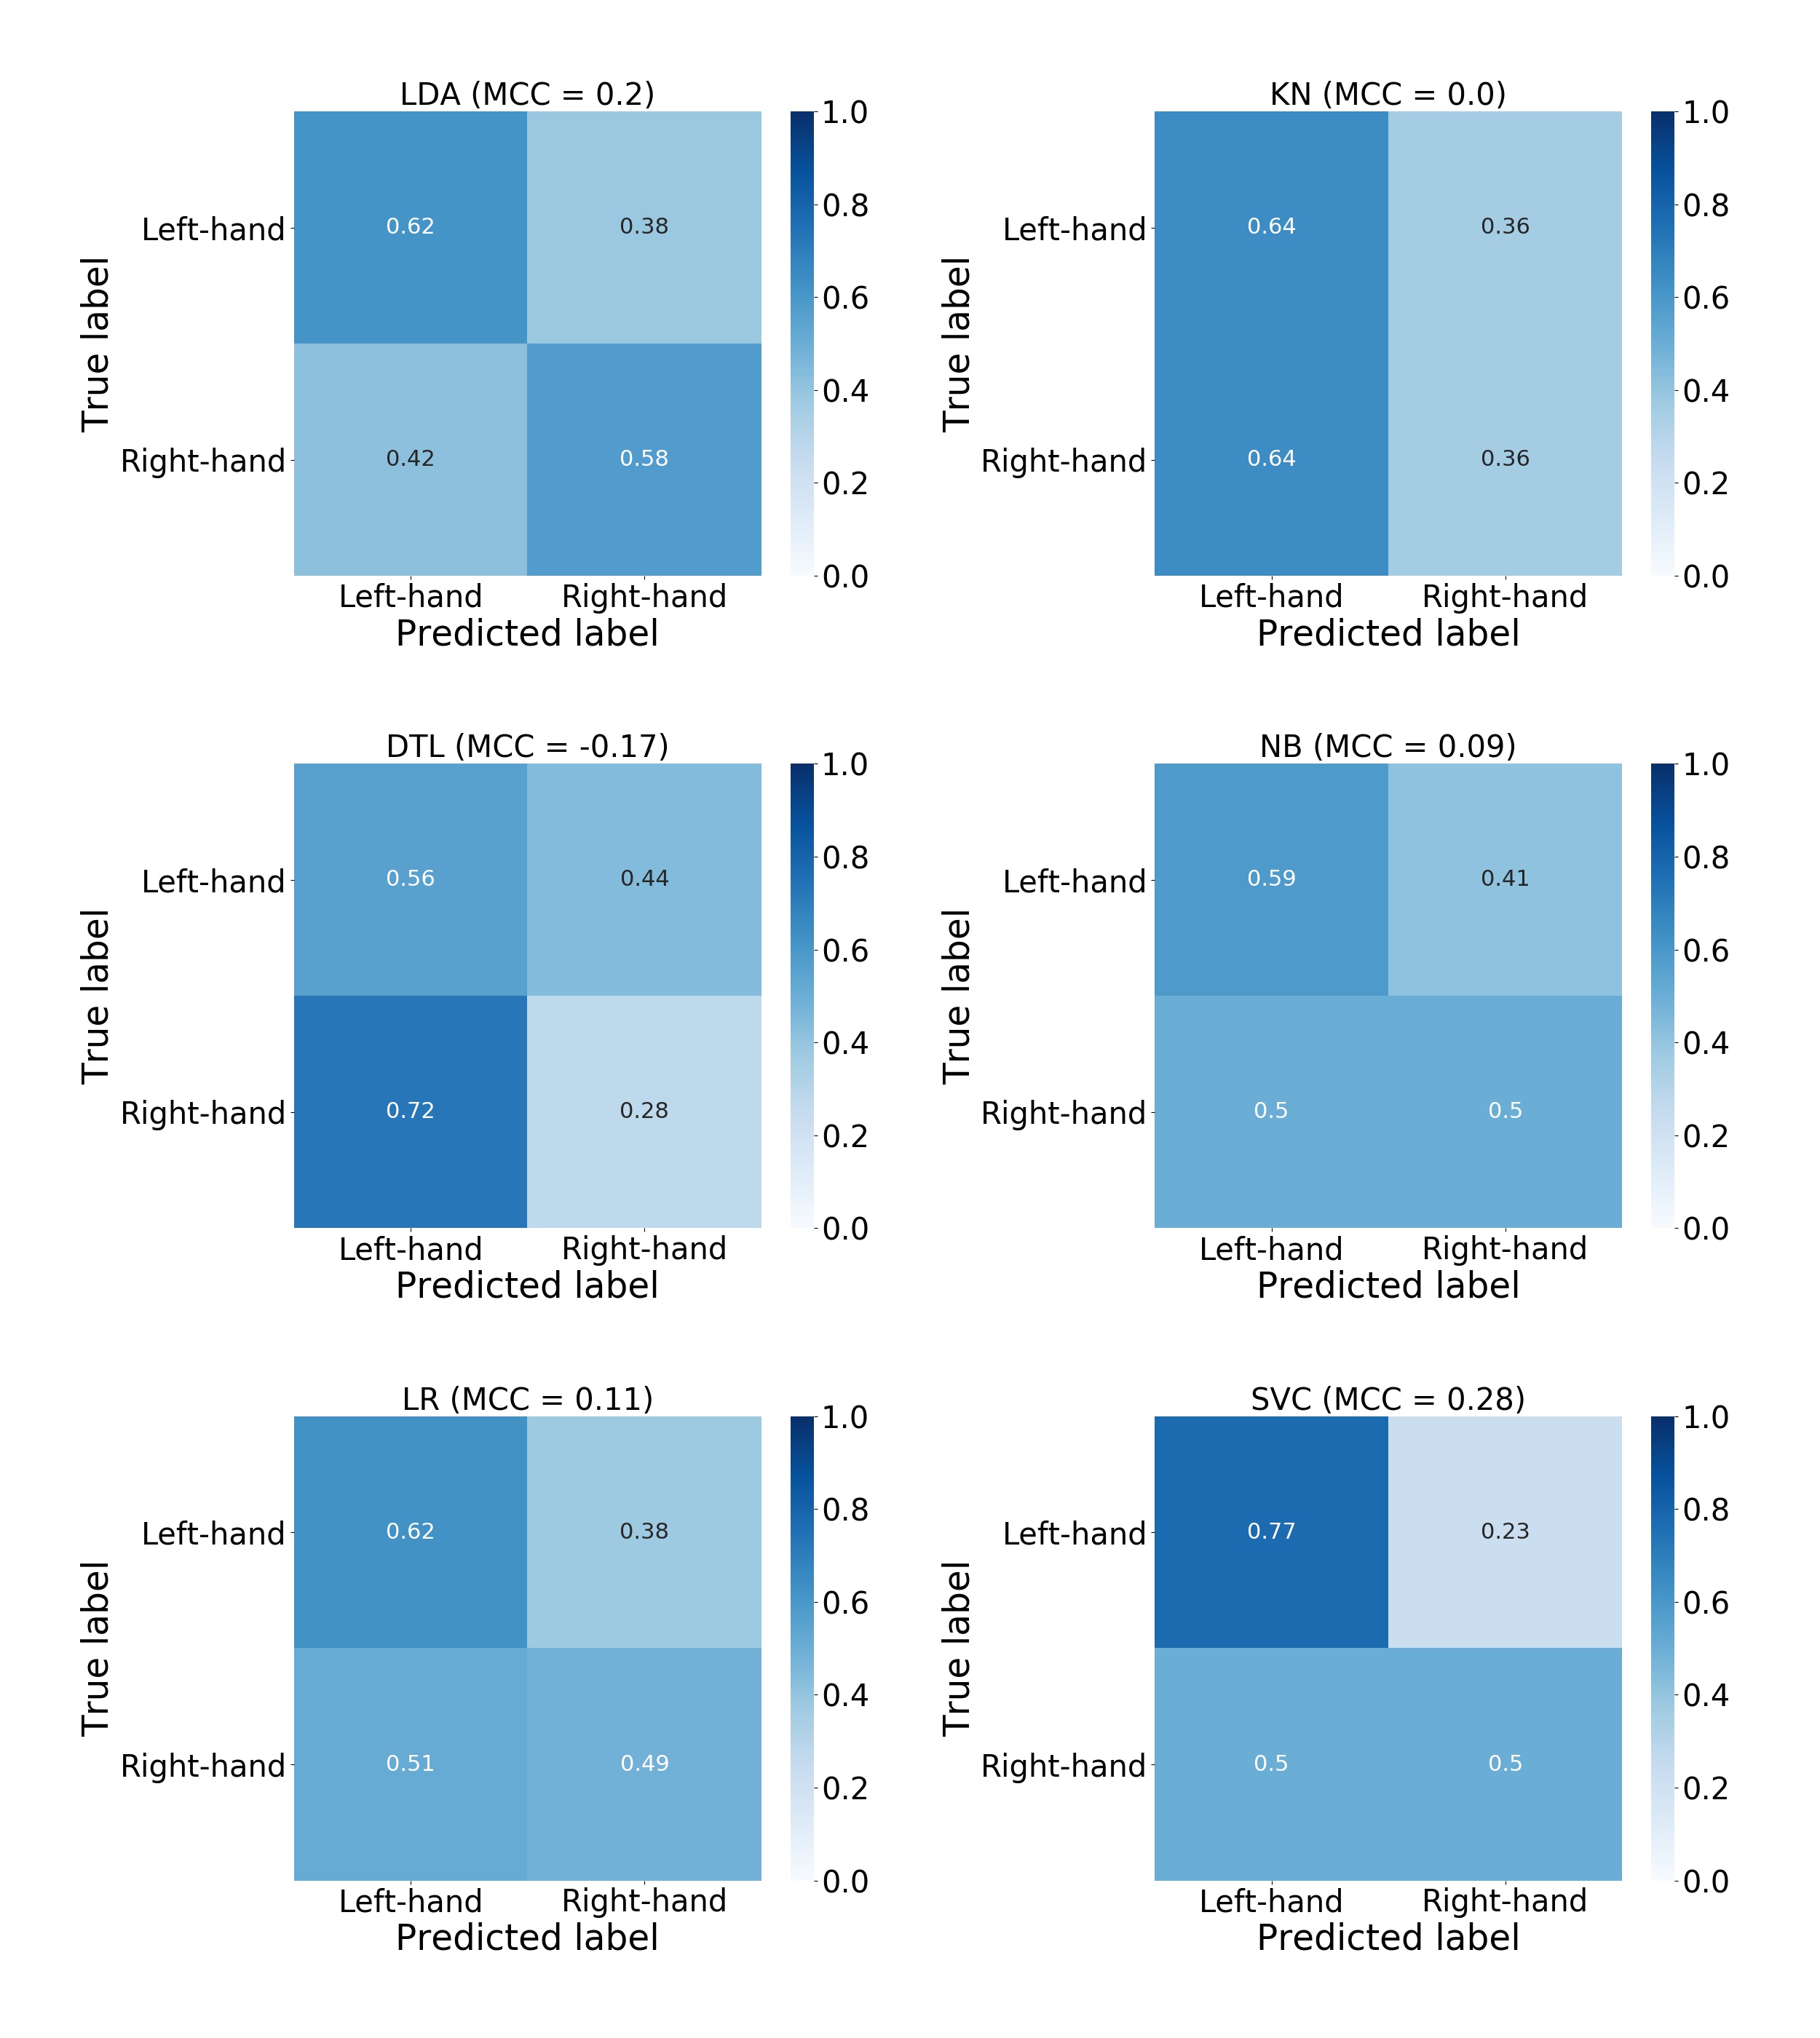 LDA (MCC = 0.2)
1.0
0.8
0.6
0.4
0.2
0.0
True label
Left-hand
0.62
0.38
Right-hand
0.42
0.58
Left-hand
Right-hand
Predicted label
KN (MCC = 0.0)
1.0
0.8
0.6
0.4
0.2
0.0
True label
Left-hand
0.64
0.36
Right-hand
0.64
0.36
Left-hand
Right-hand
Predicted label
DTL (MCC = -0.17)
1.0
0.8
0.6
0.4
0.2
0.0
True label
Left-hand
0.56
0.44
Right-hand
0.72
0.28
Left-hand
Right-hand
Predicted label
NB (MCC = 0.09)
1.0
0.8
0.6
0.4
0.2
0.0
True label
Left-hand
0.59
0.41
Right-hand
0.5
0.5
Left-hand
Right-hand
Predicted label
LR (MCC = 0.11)
1.0
0.8
0.6
0.4
0.2
0.0
True label
Left-hand
0.62
0.38
Right-hand
0.51
0.49
Left-hand
Right-hand
Predicted label
SVC (MCC = 0.28)
1.0
0.8
0.6
0.4
0.2
0.0
True label
Left-hand
0.77
0.23
Right-hand
0.5
0.5
Left-hand
Right-hand
Predicted label